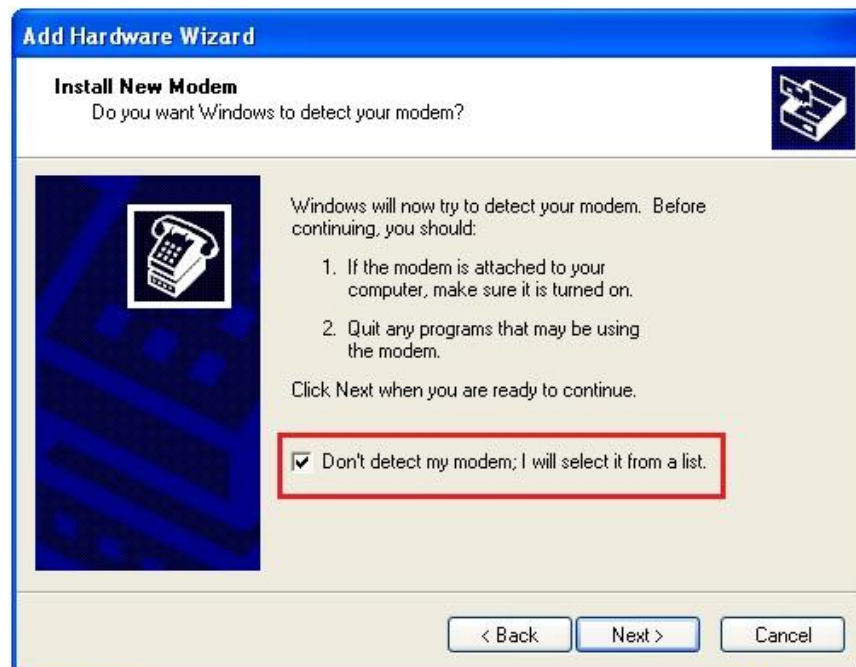 Add Hardware Wizard
Install New Modem
Do you want Windows to detect your modem?
Windows will now try to detect your modem. Before
continuing, you should:
1. If the modem is attached to your
computer, make sure it is turned on.
2. Quit any programs that may be using
the modem.
Click Next when you are ready to continue.
Don't detect my modem; I will select it from a list.
< Back Next > Cancel